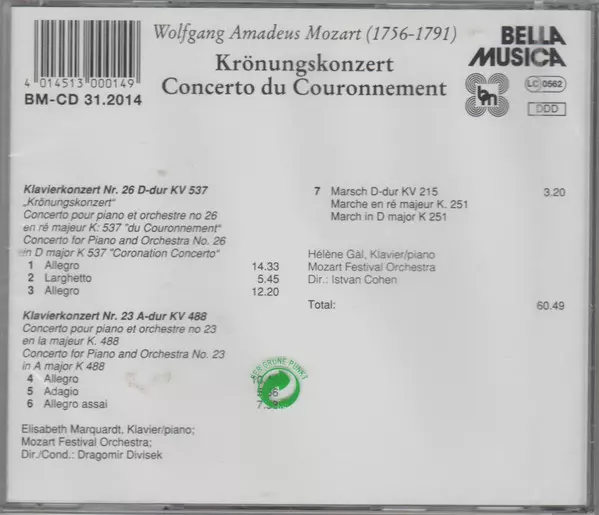 Wolfgang Amadeus Mozart (1756-1791)
Krönungskonzert
Concerto du Couronnement
4 014513 000149
BM-CD 31.2014
BELLA
MUSICA
bm
LC 0562
DDD
Klavierkonzert Nr. 26 D-dur KV 537
„Krönungskonzert"
Concerto pour piano et orchestre no 26
en ré majeur K: 537 "du Couronnement"
Concerto for Piano and Orchestra No. 26
in D major K 537 "Coronation Concerto"
1 Allegro 14.33
2 Larghetto 5.45
3 Allegro 12.20
Klavierkonzert Nr. 23 A-dur KV 488
Concerto pour piano et orchestre no 23
en la majeur K. 488
Concerto for Piano and Orchestra No. 23
in A major K 488
4 Allegro
5 Adagio
6 Allegro assai
Elisabeth Marquardt, Klavier/piano;
Mozart Festival Orchestra;
Dir./Cond.: Dragomir Divisek
7 Marsch D-dur KV 215 3.20
Marche en ré majeur K. 251
March in D major K 251
Hélène Gal, Klavier/piano
Mozart Festival Orchestra
Dir.: Istvan Cohen
Total: 60.49
DER GRÜNE PUNKT